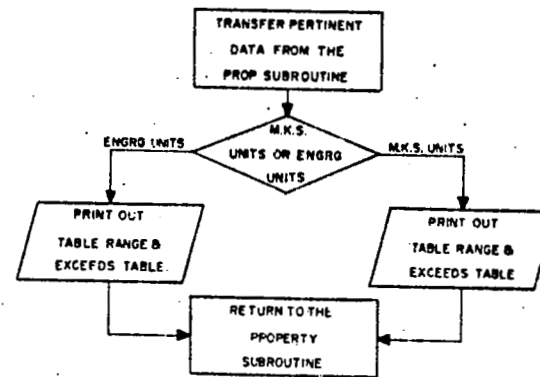 TRANSFER PERTINENT
DATA FROM THE
PROP SUBROUTINE
M.K.S.
UNITS OR ENGRG
UNITS
ENGRG UNITS
M.K.S. UNITS
PRINT OUT
TABLE RANGE &
EXCEEDS TABLE.
PRINT OUT
TABLE RANGE &
EXCEEDS TABLE
RETURN TO THE
PROPERTY
SUBROUTINE